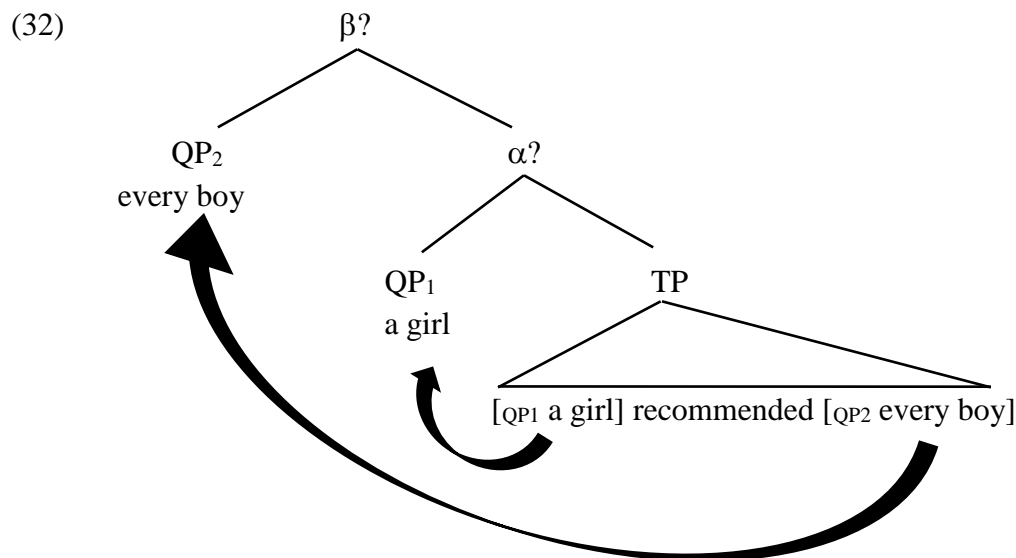 (32) β?
QP₂ α?
every boy
QP₁ TP
a girl
[QP1 a girl] recommended [QP2 every boy]